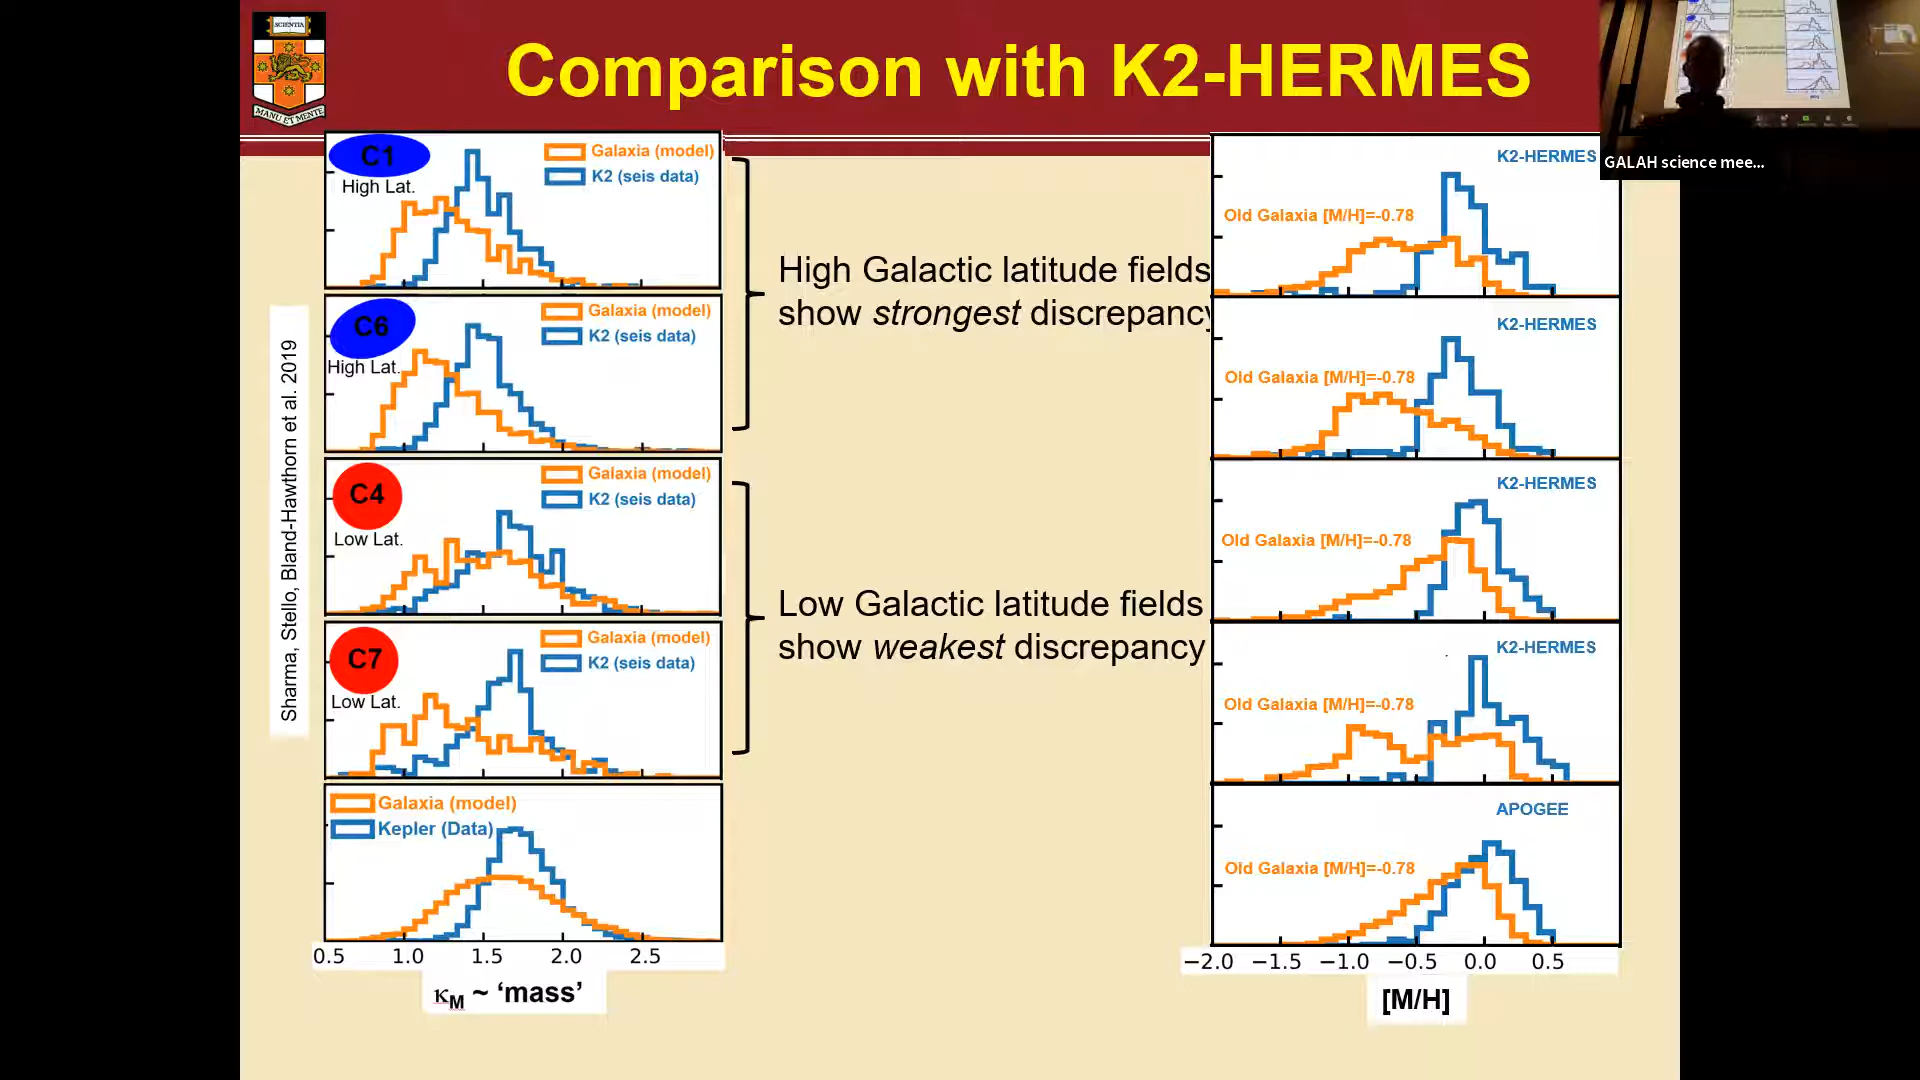 SCIENTIA
MANU ET MENTE
Comparison with K2-HERMES
GALAH science mee...
Sharma, Stello, Bland-Hawthorn et al. 2019
C1
High Lat.
Galaxia (model)
K2 (seis data)
C6
High Lat.
Galaxia (model)
K2 (seis data)
C4
Low Lat.
Galaxia (model)
K2 (seis data)
C7
Low Lat.
Galaxia (model)
K2 (seis data)
Galaxia (model)
Kepler (Data)
0.5 1.0 1.5 2.0 2.5
κM ~ ‘mass’
High Galactic latitude fields
show strongest discrepancy
Low Galactic latitude fields
show weakest discrepancy
K2-HERMES
Old Galaxia [M/H]=-0.78
K2-HERMES
Old Galaxia [M/H]=-0.78
K2-HERMES
Old Galaxia [M/H]=-0.78
K2-HERMES
Old Galaxia [M/H]=-0.78
APOGEE
Old Galaxia [M/H]=-0.78
−2.0 −1.5 −1.0 −0.5 0.0 0.5
[M/H]